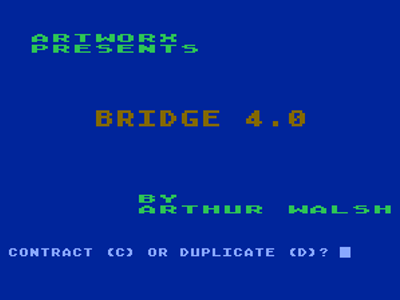 ARTWORX
PRESENTS
BRIDGE 4.0
BY
ARTHUR WALSH
CONTRACT (C) OR DUPLICATE (D)?